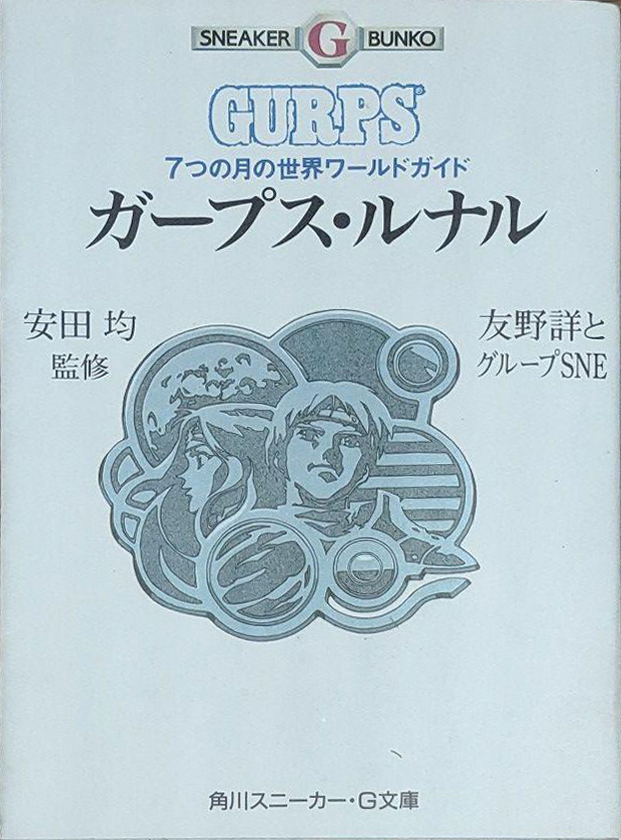 SNEAKER G BUNKO
GURPS®
7つの月の世界ワールドガイド
ガープス・ルナル
安田 均
監修
友野詳と
グループSNE
角川スニーカー・G文庫